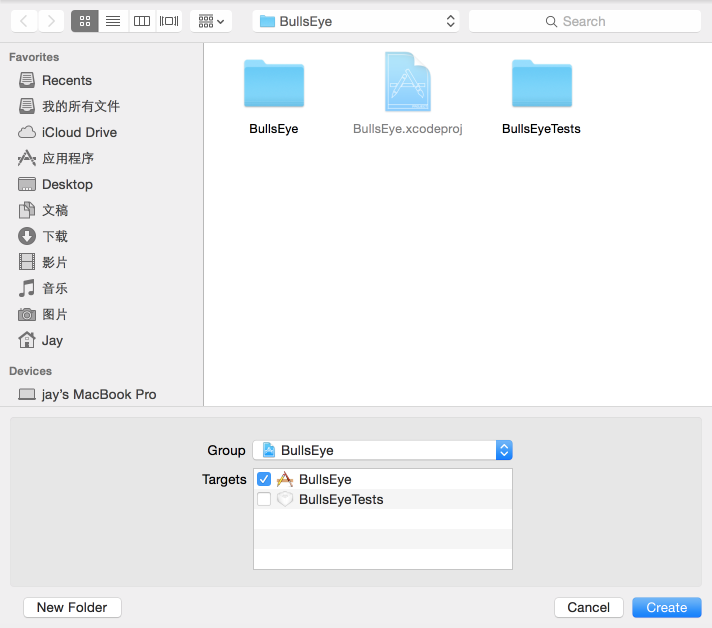 BullsEye
Search
Favorites
Recents
我的所有文件
iCloud Drive
应用程序
Desktop
文稿
下载
影片
音乐
图片
Jay
Devices
jay's MacBook Pro
BullsEye
BullsEye.xcodeproj
BullsEyeTests
Group
BullsEye
Targets
BullsEye
BullsEyeTests
New Folder
Cancel
Create